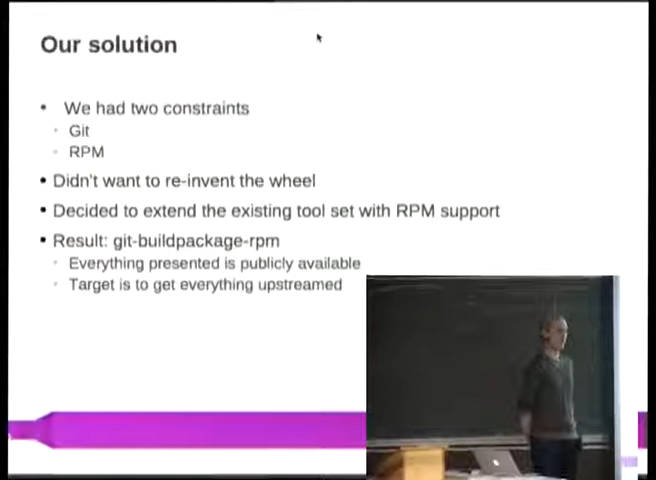 Our solution
• We had two constraints
• Git
• RPM
• Didn't want to re-invent the wheel
• Decided to extend the existing tool set with RPM support
• Result: git-buildpackage-rpm
• Everything presented is publicly available
• Target is to get everything upstreamed